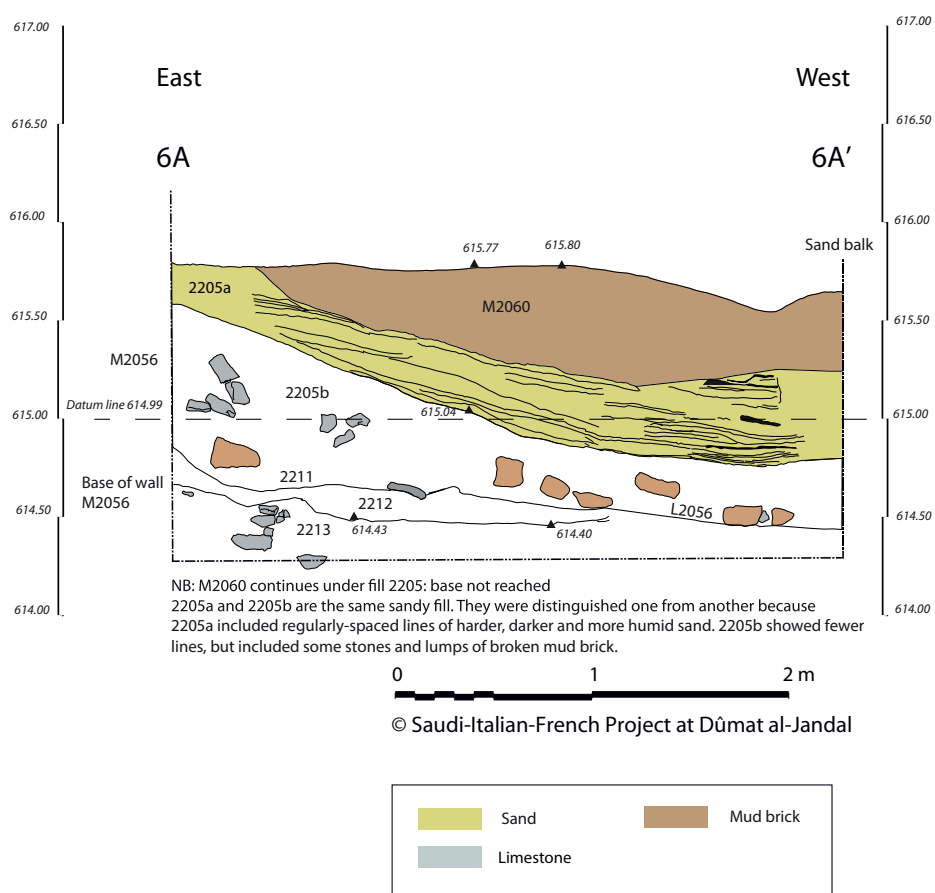 617.00
617.00
East
West
616.50
616.50
6A
6A’
616.00
616.00
Sand balk
615.77
615.80
2205a
M2060
615.50
615.50
M2056
2205b
Datum line 614.99
615.04
615.00
615.00
2211
Base of wall
M2056
2212
L2056
614.50
614.50
2213
614.43
614.40
NB: M2060 continues under fill 2205: base not reached
614.00
614.00
2205a and 2205b are the same sandy fill. They were distinguished one from another because
2205a included regularly-spaced lines of harder, darker and more humid sand. 2205b showed fewer
lines, but included some stones and lumps of broken mud brick.
0
1
2 m
© Saudi-Italian-French Project at Dûmat al-Jandal
Sand
Mud brick
Limestone